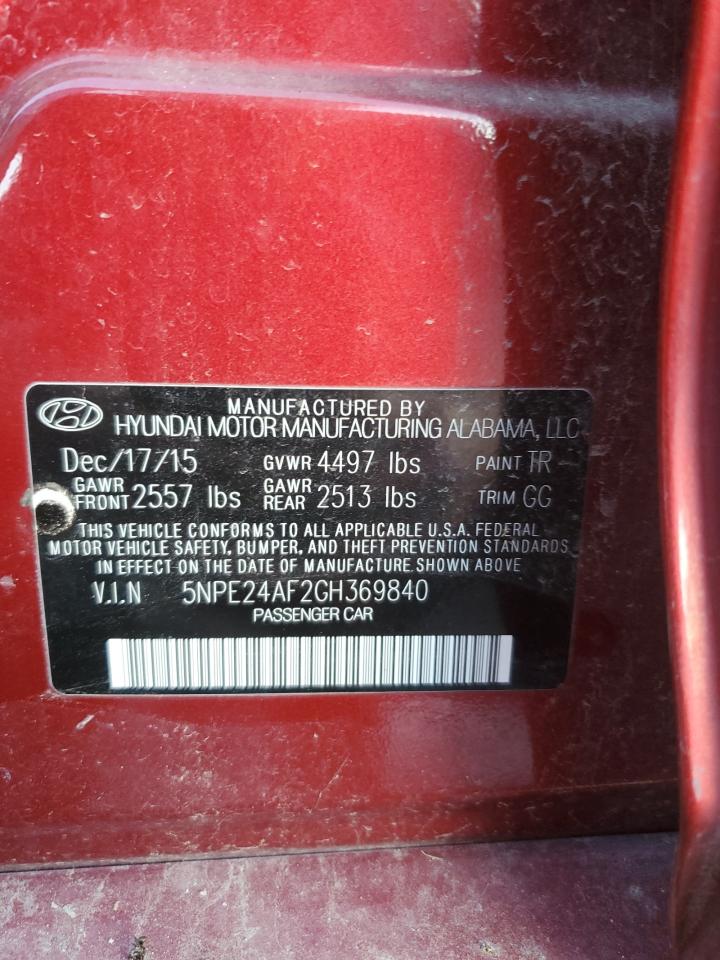 MANUFACTURED BY
HYUNDAI MOTOR MANUFACTURING ALABAMA, LLC
Dec/17/15 GVWR 4497 lbs PAINT TR
GAWR FRONT 2557 lbs GAWR REAR 2513 lbs TRIM GG
THIS VEHICLE CONFORMS TO ALL APPLICABLE U.S.A. FEDERAL
MOTOR VEHICLE SAFETY, BUMPER, AND THEFT PREVENTION STANDARDS
IN EFFECT ON THE DATE OF MANUFACTURE SHOWN ABOVE
V.I.N 5NPE24AF2GH369840
PASSENGER CAR